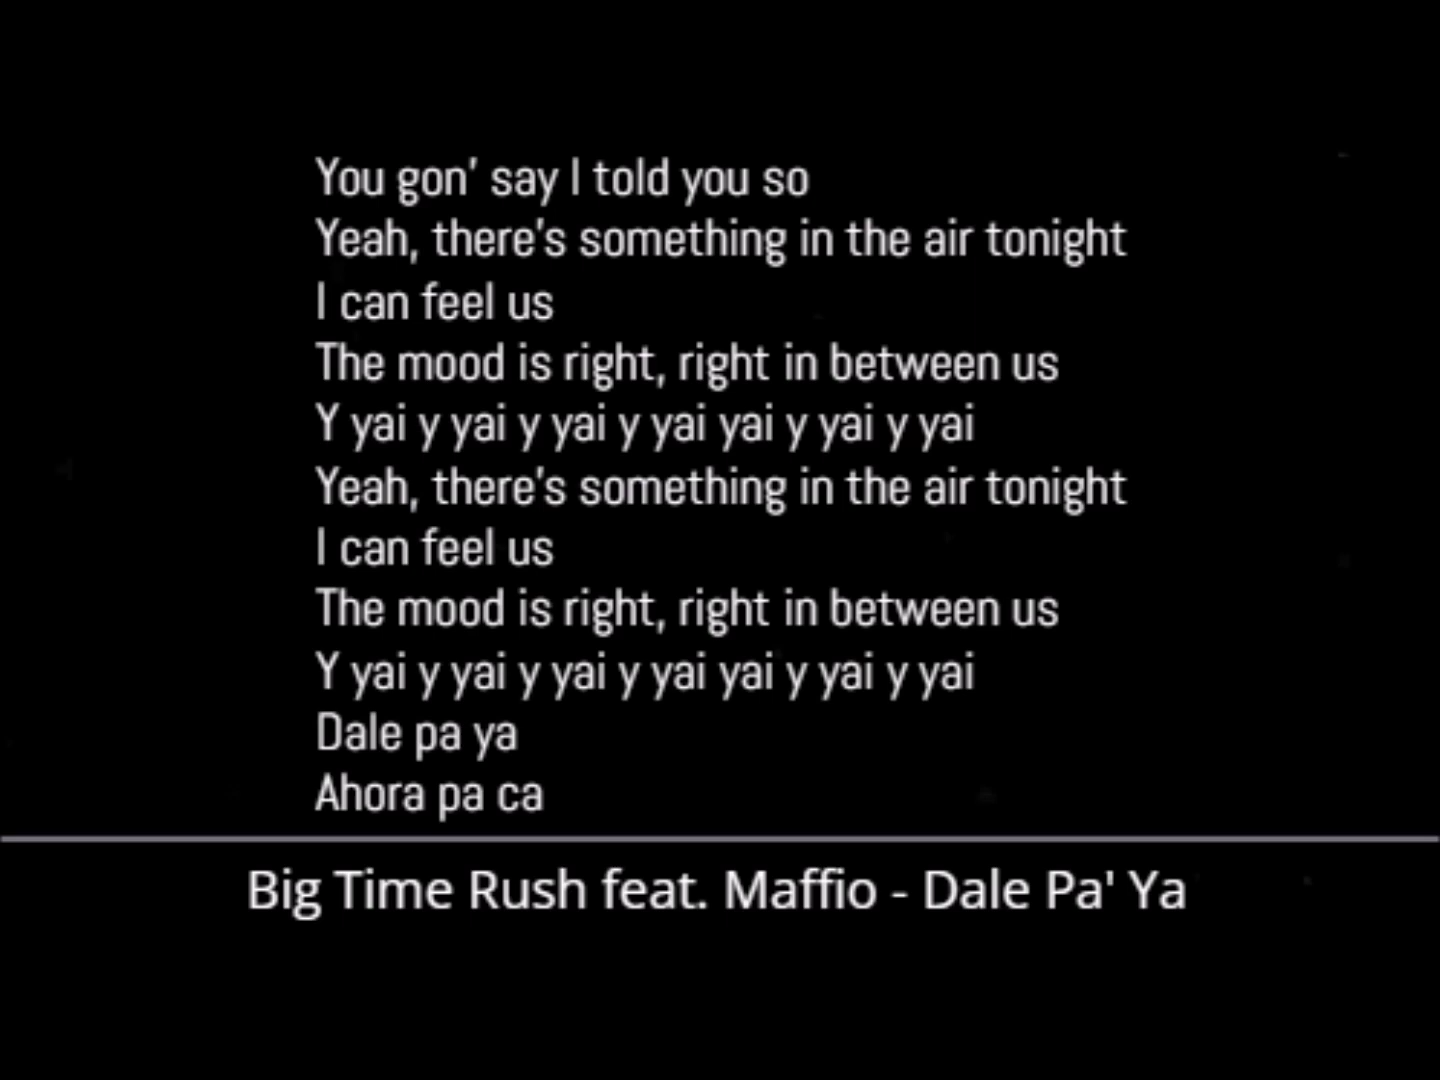 You gon' say I told you so
Yeah, there's something in the air tonight
I can feel us
The mood is right, right in between us
Y yai y yai y yai y yai yai y yai y yai
Yeah, there's something in the air tonight
I can feel us
The mood is right, right in between us
Y yai y yai y yai y yai yai y yai y yai
Dale pa ya
Ahora pa ca
Big Time Rush feat. Maffio - Dale Pa' Ya